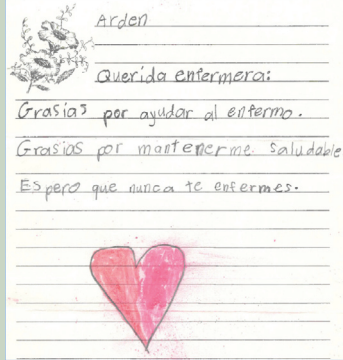 Arden
Querida enfermera:
Grasias por ayudar al enfermo.
Grasias por mantenerme saludable
Espero que nunca te enfermes.